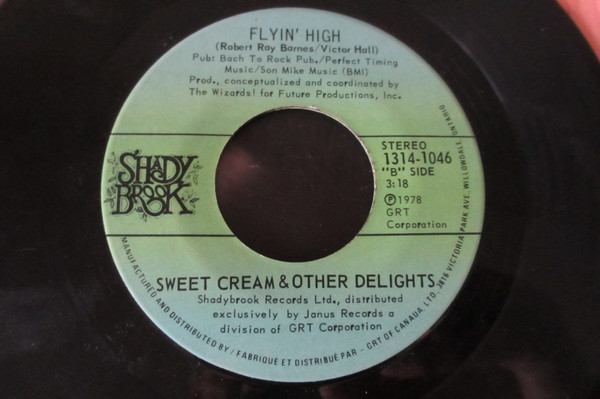 FLYIN' HIGH
(Robert Ray Barnes/Victor Hall)
Pub: Bach To Rock Pub./Perfect Timing
Music/Son Mike Music (BMI)
Prod., conceptualized and coordinated by
The Wizards! for Future Productions, Inc.
SHADY
BROOK
STEREO
1314-1046
"B" SIDE
3:18
Ⓟ1978
GRT
Corporation
SWEET CREAM & OTHER DELIGHTS
Shadybrook Records Ltd., distributed
exclusively by Janus Records a
division of GRT Corporation
MANUFACTURED AND DISTRIBUTED BY / FABRIQUÉ ET DISTRIBUÉ PAR - GRT OF CANADA, LTD. 3816 VICTORIA PARK AVE. WILLOWDALE, ONTARIO